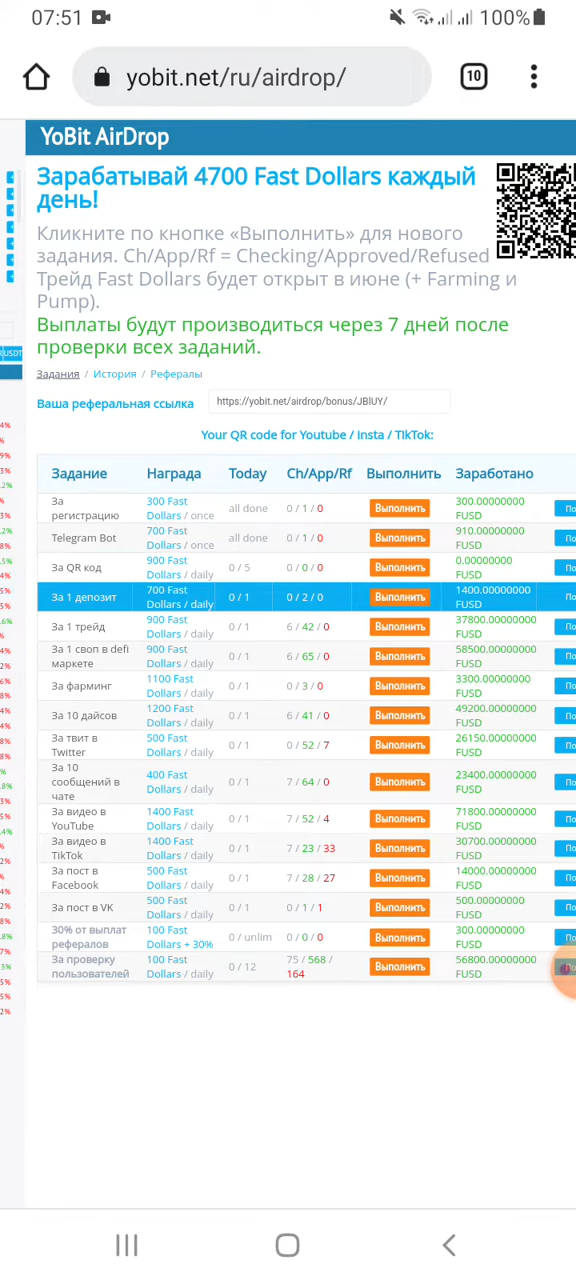 07:51
100%
yobit.net/ru/airdrop/
10
YoBit AirDrop
Зарабатывай 4700 Fast Dollars каждый
день!
Кликните по кнопке «Выполнить» для нового
задания. Ch/App/Rf = Checking/Approved/Refused
Трейд Fast Dollars будет открыт в июне (+ Farming и
Pump).
Выплаты будут производиться через 7 дней после
проверки всех заданий.
Задания / История / Рефералы
Ваша реферальная ссылка https://yobit.net/airdrop/bonus/JBlUY/
Your QR code for Youtube / Insta / TikTok:
Задание Награда Today Ch/App/Rf Выполнить Заработано
За 300 Fast 300.00000000
регистрацию Dollars / once all done 0 / 1 / 0 Выполнить FUSD
700 Fast 910.00000000
Telegram Bot Dollars / once all done 0 / 1 / 0 Выполнить FUSD
900 Fast 0.00000000
За QR код Dollars / daily 0 / 5 0 / 0 / 0 Выполнить FUSD
700 Fast 1400.00000000
За 1 депозит Dollars / daily 0 / 1 0 / 2 / 0 Выполнить FUSD
900 Fast 37800.00000000
За 1 трейд Dollars / daily 0 / 1 6 / 42 / 0 Выполнить FUSD
За 1 своп в defi 900 Fast 58500.00000000
маркете Dollars / daily 0 / 1 6 / 65 / 0 Выполнить FUSD
1100 Fast 3300.00000000
За фарминг Dollars / daily 0 / 1 0 / 3 / 0 Выполнить FUSD
1200 Fast 49200.00000000
За 10 дайсов Dollars / daily 0 / 1 6 / 41 / 0 Выполнить FUSD
За твит в 500 Fast 26150.00000000
Twitter Dollars / daily 0 / 1 0 / 52 / 7 Выполнить FUSD
За 10 400 Fast 23400.00000000
сообщений в Dollars / daily 0 / 1 7 / 64 / 0 Выполнить FUSD
чате
За видео в 1400 Fast 71800.00000000
YouTube Dollars / daily 0 / 1 7 / 52 / 4 Выполнить FUSD
За видео в 1400 Fast 30700.00000000
TikTok Dollars / daily 0 / 1 7 / 23 / 33 Выполнить FUSD
За пост в 500 Fast 14000.00000000
Facebook Dollars / daily 0 / 1 7 / 28 / 27 Выполнить FUSD
500 Fast 500.00000000
За пост в VK Dollars / daily 0 / 1 0 / 1 / 1 Выполнить FUSD
30% от выплат 100 Fast 300.00000000
рефералов Dollars + 30% 0 / unlim 0 / 0 / 0 Выполнить FUSD
За проверку 100 Fast 75 / 568 / 56800.00000000
пользователей Dollars / daily 0 / 12 164 Выполнить FUSD